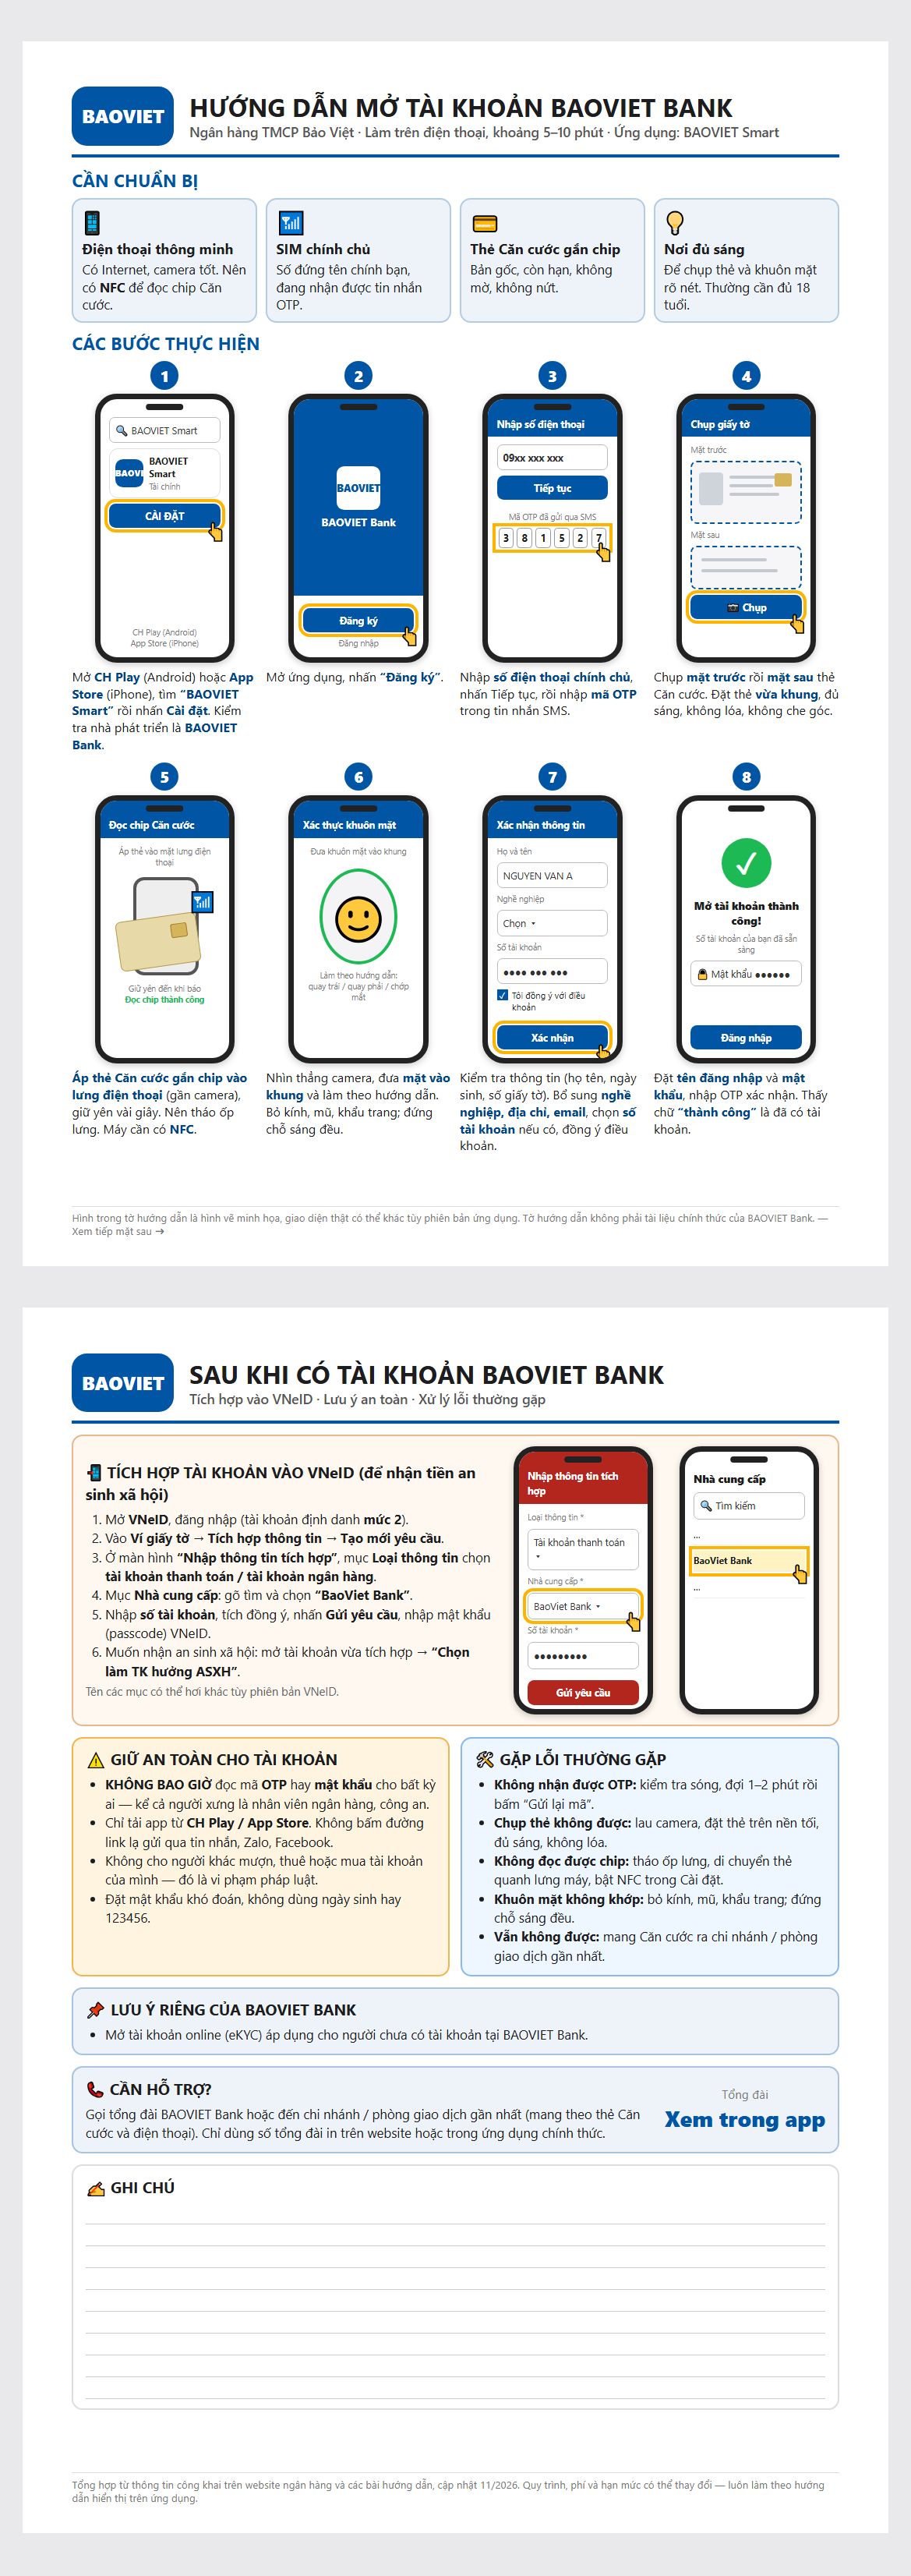 BAOVIET
HƯỚNG DẪN MỞ TÀI KHOẢN BAOVIET BANK
Ngân hàng TMCP Bảo Việt · Làm trên điện thoại, khoảng 5–10 phút · Ứng dụng: BAOVIET Smart
CẦN CHUẨN BỊ
Điện thoại thông minh
Có Internet, camera tốt. Nên
có NFC để đọc chip Căn
cước.
SIM chính chủ
Số đứng tên chính bạn,
đang nhận được tin nhắn
OTP.
Thẻ Căn cước gắn chip
Bản gốc, còn hạn, không
mờ, không nứt.
Nơi đủ sáng
Để chụp thẻ và khuôn mặt
rõ nét. Thường cần đủ 18
tuổi.
CÁC BƯỚC THỰC HIỆN
1
BAOVIET Smart
BAOVI
BAOVIET
Smart
Tài chính
CÀI ĐẶT
CH Play (Android)
App Store (iPhone)
Mở CH Play (Android) hoặc App
Store (iPhone), tìm “BAOVIET
Smart” rồi nhấn Cài đặt. Kiểm
tra nhà phát triển là BAOVIET
Bank.
2
BAOVIET
BAOVIET Bank
Đăng ký
Đăng nhập
Mở ứng dụng, nhấn “Đăng ký”.
3
Nhập số điện thoại
09xx xxx xxx
Tiếp tục
Mã OTP đã gửi qua SMS
3 8 1 5 2 7
Nhập số điện thoại chính chủ,
nhấn Tiếp tục, rồi nhập mã OTP
trong tin nhắn SMS.
4
Chụp giấy tờ
Mặt trước
Mặt sau
Chụp
Chụp mặt trước rồi mặt sau thẻ
Căn cước. Đặt thẻ vừa khung, đủ
sáng, không lóa, không che góc.
5
Đọc chip Căn cước
Áp thẻ vào mặt lưng điện
thoại
Giữ yên đến khi báo
Đọc chip thành công
Áp thẻ Căn cước gắn chip vào
lưng điện thoại (gần camera),
giữ yên vài giây. Nên tháo ốp
lưng. Máy cần có NFC.
6
Xác thực khuôn mặt
Đưa khuôn mặt vào khung
Làm theo hướng dẫn:
quay trái / quay phải / chớp
mắt
Nhìn thẳng camera, đưa mặt vào
khung và làm theo hướng dẫn.
Bỏ kính, mũ, khẩu trang; đứng
chỗ sáng đều.
7
Xác nhận thông tin
Họ và tên
NGUYEN VAN A
Nghề nghiệp
Chọn ▾
Số tài khoản
●●●● ●●● ●●●
Tôi đồng ý với điều
khoản
Xác nhận
Kiểm tra thông tin (họ tên, ngày
sinh, số giấy tờ). Bổ sung nghề
nghiệp, địa chỉ, email, chọn số
tài khoản nếu có, đồng ý điều
khoản.
8
Mở tài khoản thành
công!
Số tài khoản của bạn đã sẵn
sàng
Mật khẩu ●●●●●●
Đăng nhập
Đặt tên đăng nhập và mật
khẩu, nhập OTP xác nhận. Thấy
chữ “thành công” là đã có tài
khoản.
Hình trong tờ hướng dẫn là hình vẽ minh họa, giao diện thật có thể khác tùy phiên bản ứng dụng. Tờ hướng dẫn không phải tài liệu chính thức của BAOVIET Bank. —
Xem tiếp mặt sau →
BAOVIET
SAU KHI CÓ TÀI KHOẢN BAOVIET BANK
Tích hợp vào VNeID · Lưu ý an toàn · Xử lý lỗi thường gặp
TÍCH HỢP TÀI KHOẢN VÀO VNeID (để nhận tiền an
sinh xã hội)
1. Mở VNeID, đăng nhập (tài khoản định danh mức 2).
2. Vào Ví giấy tờ → Tích hợp thông tin → Tạo mới yêu cầu.
3. Ở màn hình “Nhập thông tin tích hợp”, mục Loại thông tin chọn
tài khoản thanh toán / tài khoản ngân hàng.
4. Mục Nhà cung cấp: gõ tìm và chọn “BaoViet Bank”.
5. Nhập số tài khoản, tích đồng ý, nhấn Gửi yêu cầu, nhập mật khẩu
(passcode) VNeID.
6. Muốn nhận an sinh xã hội: mở tài khoản vừa tích hợp → “Chọn
làm TK hưởng ASXH”.
Tên các mục có thể hơi khác tùy phiên bản VNeID.
Nhập thông tin tích
hợp
Loại thông tin *
Tài khoản thanh toán
▾
Nhà cung cấp *
BaoViet Bank ▾
Số tài khoản *
●●●●●●●●●
Gửi yêu cầu
Nhà cung cấp
Tìm kiếm
...
BaoViet Bank
...
GIỮ AN TOÀN CHO TÀI KHOẢN
• KHÔNG BAO GIỜ đọc mã OTP hay mật khẩu cho bất kỳ
ai — kể cả người xưng là nhân viên ngân hàng, công an.
• Chỉ tải app từ CH Play / App Store. Không bấm đường
link lạ gửi qua tin nhắn, Zalo, Facebook.
• Không cho người khác mượn, thuê hoặc mua tài khoản
của mình — đó là vi phạm pháp luật.
• Đặt mật khẩu khó đoán, không dùng ngày sinh hay
123456.
GẶP LỖI THƯỜNG GẶP
• Không nhận được OTP: kiểm tra sóng, đợi 1–2 phút rồi
bấm “Gửi lại mã”.
• Chụp thẻ không được: lau camera, đặt thẻ trên nền tối,
đủ sáng, không lóa.
• Không đọc được chip: tháo ốp lưng, di chuyển thẻ
quanh lưng máy, bật NFC trong Cài đặt.
• Khuôn mặt không khớp: bỏ kính, mũ, khẩu trang; đứng
chỗ sáng đều.
• Vẫn không được: mang Căn cước ra chi nhánh / phòng
giao dịch gần nhất.
LƯU Ý RIÊNG CỦA BAOVIET BANK
• Mở tài khoản online (eKYC) áp dụng cho người chưa có tài khoản tại BAOVIET Bank.
CẦN HỖ TRỢ?
Gọi tổng đài BAOVIET Bank hoặc đến chi nhánh / phòng giao dịch gần nhất (mang theo thẻ Căn
cước và điện thoại). Chỉ dùng số tổng đài in trên website hoặc trong ứng dụng chính thức.
Tổng đài
Xem trong app
GHI CHÚ
Tổng hợp từ thông tin công khai trên website ngân hàng và các bài hướng dẫn, cập nhật 11/2026. Quy trình, phí và hạn mức có thể thay đổi — luôn làm theo hướng
dẫn hiển thị trên ứng dụng.